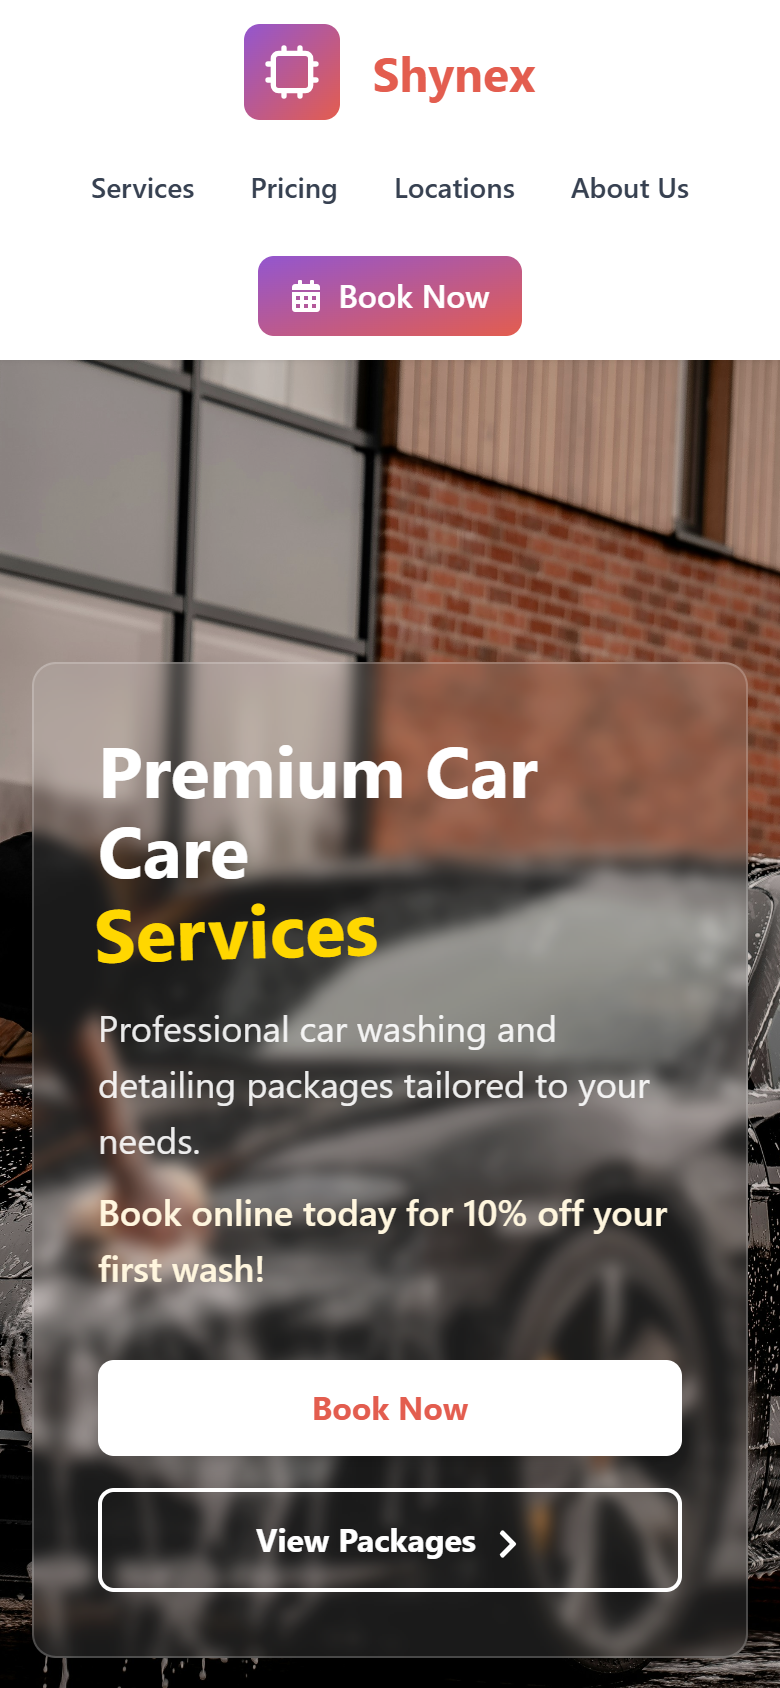 Shynex
Services Pricing Locations About Us
Book Now
Premium Car
Care
Services
Professional car washing and
detailing packages tailored to your
needs.
Book online today for 10% off your
first wash!
Book Now
View Packages